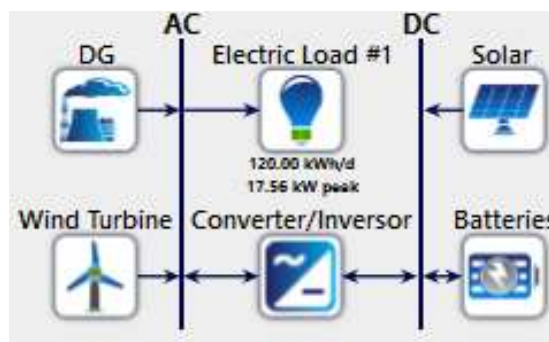 AC
DC
DG
Electric Load #1
Solar
120.00 kWh/d
17.56 kW peak
Wind Turbine
Converter/Inversor
Batteries